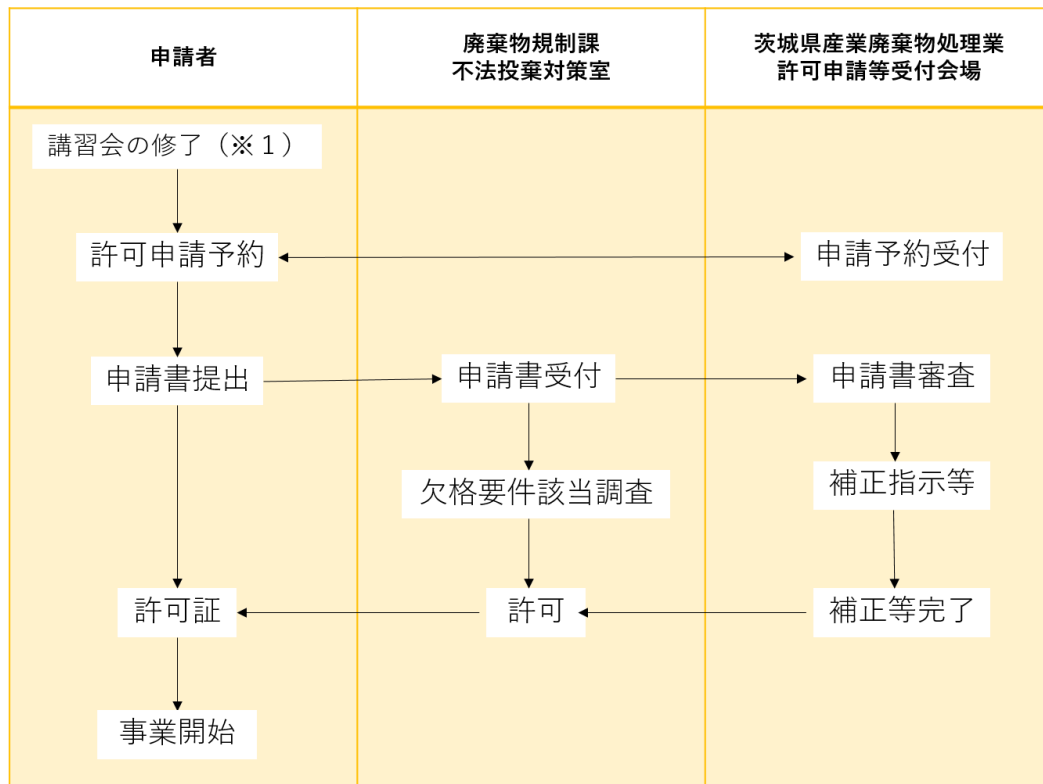 申請者
廃棄物規制課
不法投棄対策室
茨城県産業廃棄物処理業
許可申請等受付会場
講習会の修了（※１）
許可申請予約
申請予約受付
申請書提出
申請書受付
申請書審査
欠格要件該当調査
補正指示等
許可証
許可
補正等完了
事業開始